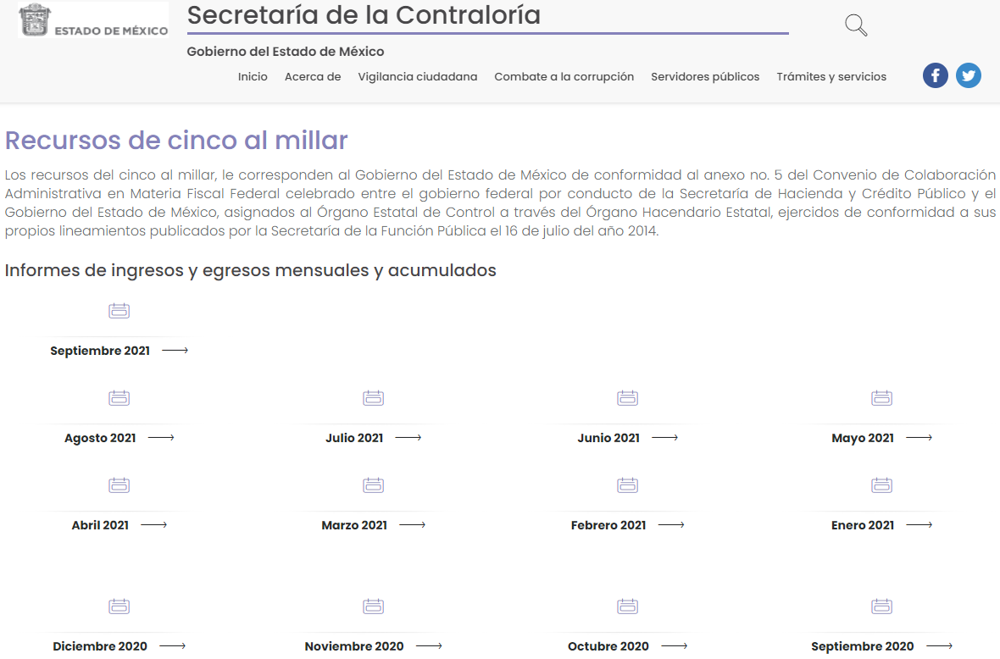 ESTADO DE MÉXICO
Secretaría de la Contraloría
Gobierno del Estado de México
Inicio Acerca de Vigilancia ciudadana Combate a la corrupción Servidores públicos Trámites y servicios
Recursos de cinco al millar
Los recursos del cinco al millar, le corresponden al Gobierno del Estado de México de conformidad al anexo no. 5 del Convenio de Colaboración
Administrativa en Materia Fiscal Federal celebrado entre el gobierno federal por conducto de la Secretaría de Hacienda y Crédito Público y el
Gobierno del Estado de México, asignados al Órgano Estatal de Control a través del Órgano Hacendario Estatal, ejercidos de conformidad a sus
propios lineamientos publicados por la Secretaría de la Función Pública el 16 de julio del año 2014.
Informes de ingresos y egresos mensuales y acumulados
Septiembre 2021
Agosto 2021 Julio 2021 Junio 2021 Mayo 2021
Abril 2021 Marzo 2021 Febrero 2021 Enero 2021
Diciembre 2020 Noviembre 2020 Octubre 2020 Septiembre 2020